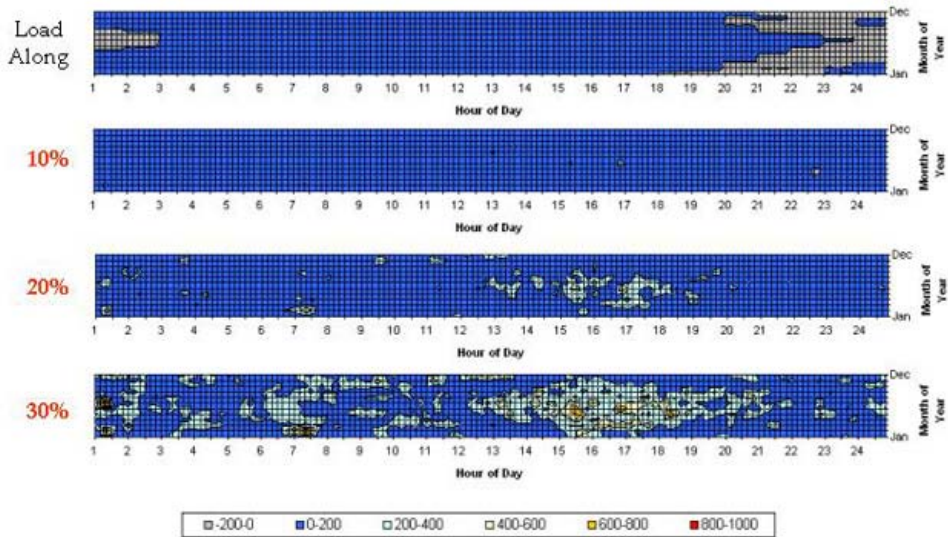 Load
Along
Dec
Month of Year
Jan
1 2 3 4 5 6 7 8 9 10 11 12 13 14 15 16 17 18 19 20 21 22 23 24
Hour of Day
10%
Dec
Month of Year
Jan
1 2 3 4 5 6 7 8 9 10 11 12 13 14 15 16 17 18 19 20 21 22 23 24
Hour of Day
20%
Dec
Month of Year
Jan
1 2 3 4 5 6 7 8 9 10 11 12 13 14 15 16 17 18 19 20 21 22 23 24
Hour of Day
30%
Dec
Month of Year
Jan
1 2 3 4 5 6 7 8 9 10 11 12 13 14 15 16 17 18 19 20 21 22 23 24
Hour of Day
-200-0 0-200 200-400 400-600 600-800 800-1000